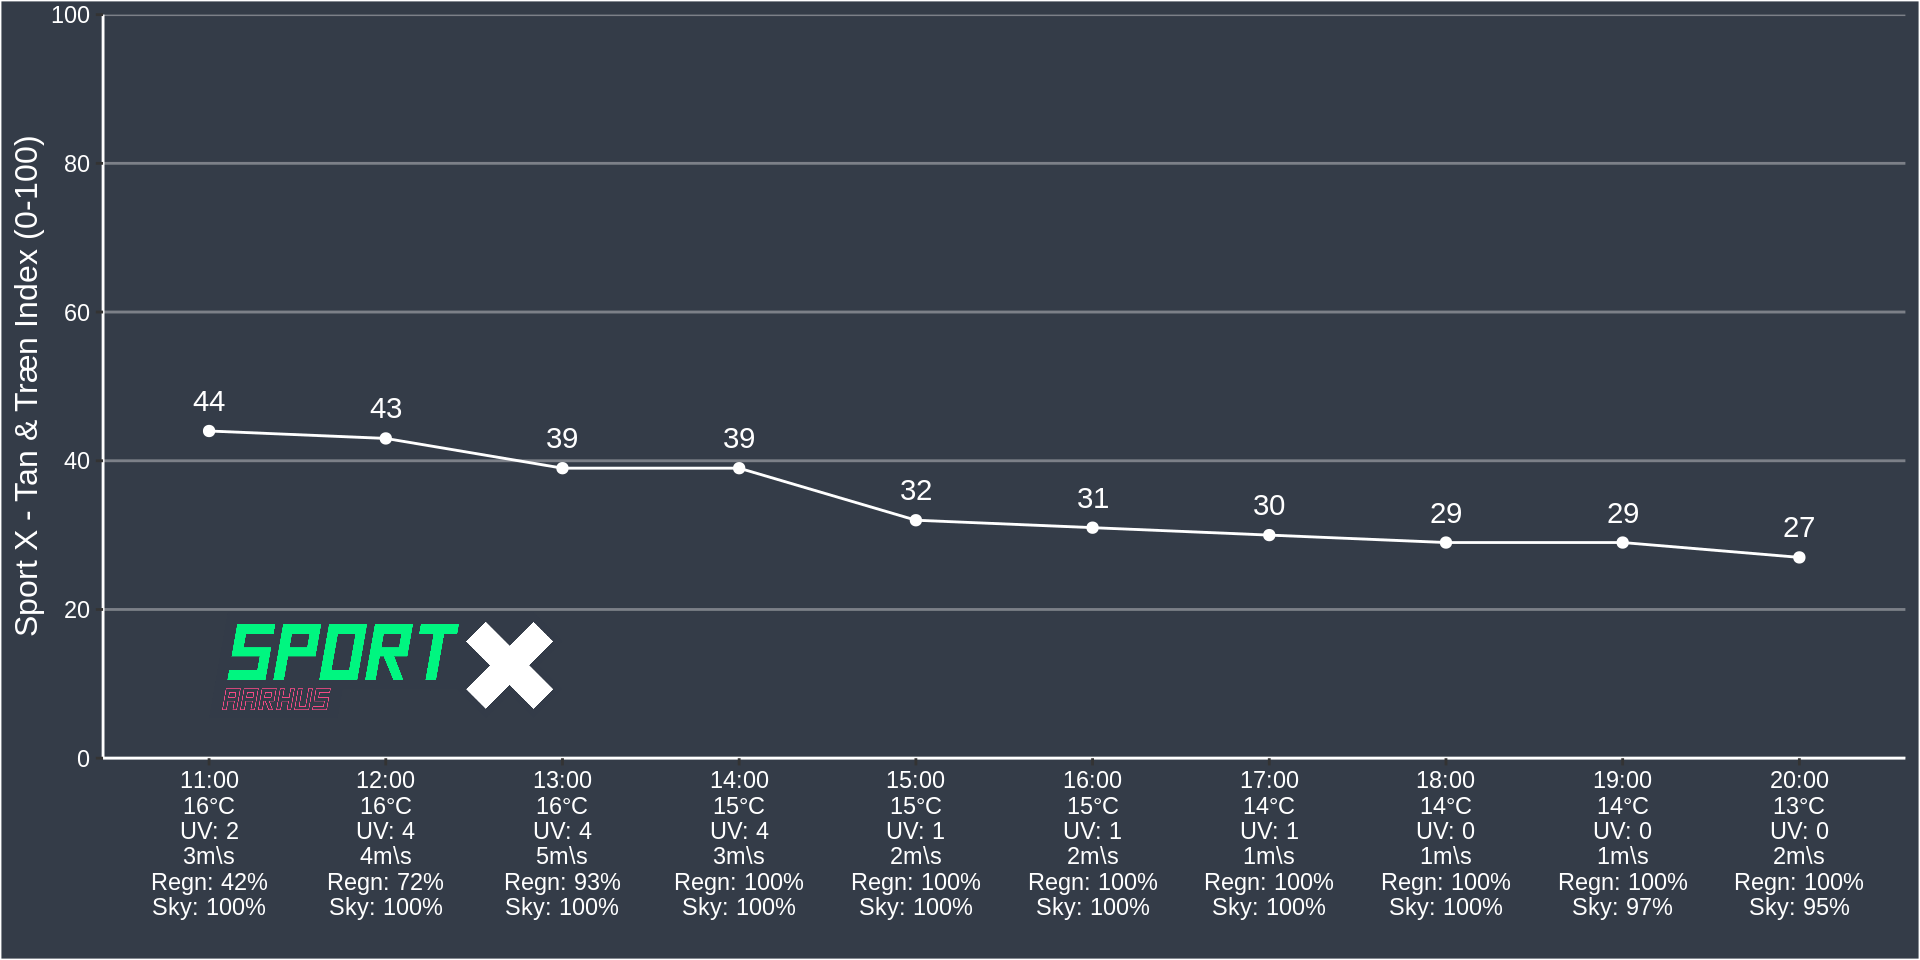 Sport X - Tan & Træn Index (0-100)
100
80
60
40
20
0
44 43 39 39 32 31 30 29 29 27
SPORT X
AARHUS
11:00 12:00 13:00 14:00 15:00 16:00 17:00 18:00 19:00 20:00
16°C 16°C 16°C 15°C 15°C 15°C 14°C 14°C 14°C 13°C
UV: 2 UV: 4 UV: 4 UV: 4 UV: 1 UV: 1 UV: 1 UV: 0 UV: 0 UV: 0
3m\s 4m\s 5m\s 3m\s 2m\s 2m\s 1m\s 1m\s 1m\s 2m\s
Regn: 42% Regn: 72% Regn: 93% Regn: 100% Regn: 100% Regn: 100% Regn: 100% Regn: 100% Regn: 100% Regn: 100%
Sky: 100% Sky: 100% Sky: 100% Sky: 100% Sky: 100% Sky: 100% Sky: 100% Sky: 100% Sky: 97% Sky: 95%